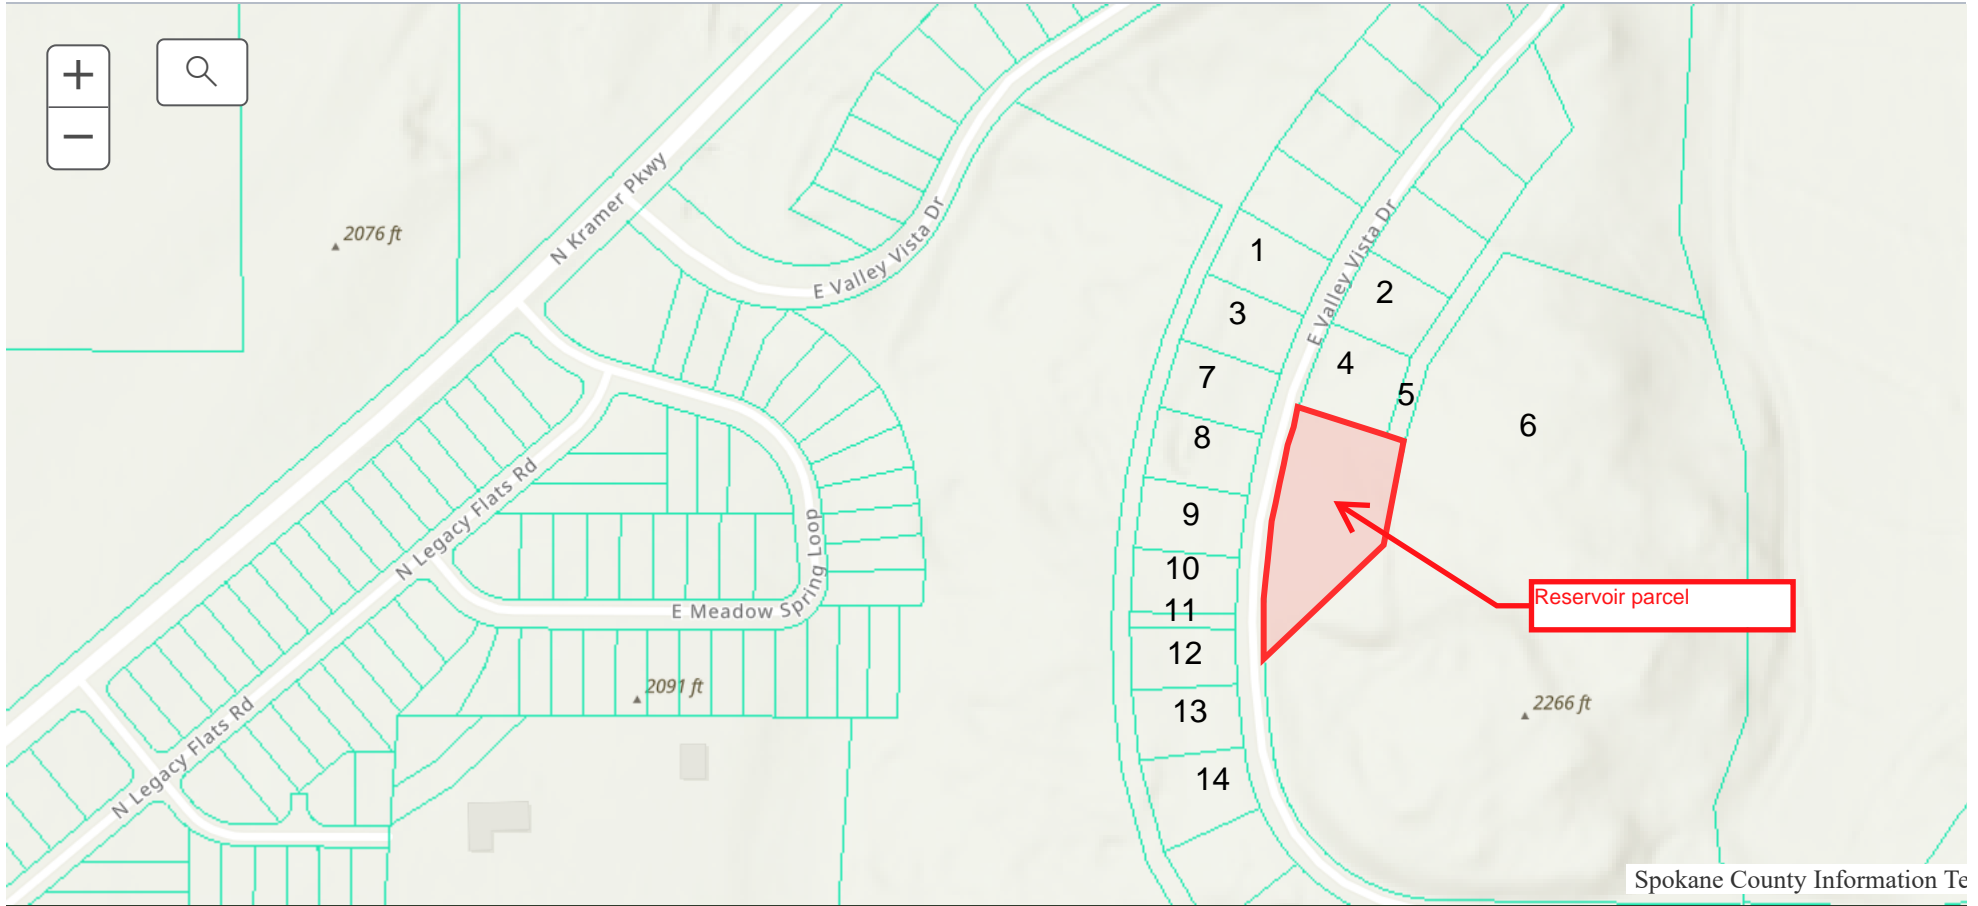 +
−
2076 ft
N Kramer Pkwy
E Valley Vista Dr
E Valley Vista Dr
1
2
3
4
7
5
8
6
N Legacy Flats Rd
9
E Meadow Spring Loop
10
Reservoir parcel
11
12
2091 ft
13
2266 ft
N Legacy Flats Rd
14
Spokane County Information Te